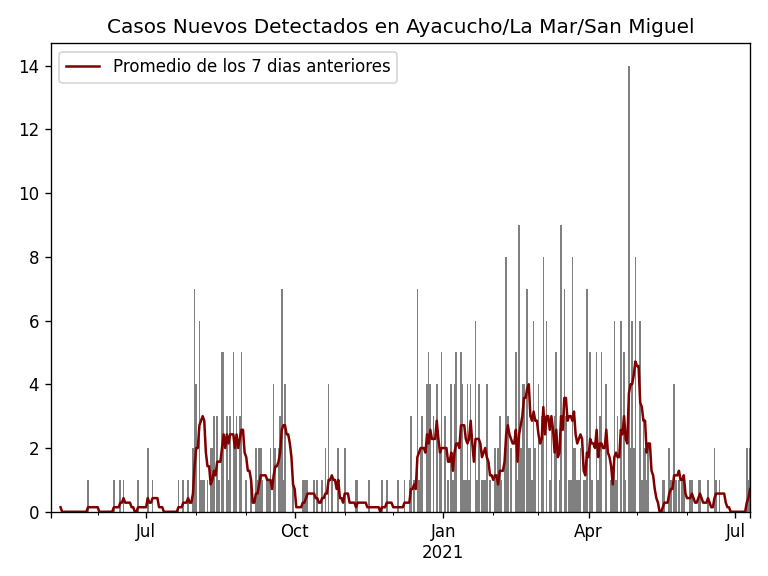 Casos Nuevos Detectados en Ayacucho/La Mar/San Miguel
Promedio de los 7 dias anteriores
14
12
10
8
6
4
2
0
Jul
Oct
Jan
2021
Apr
Jul